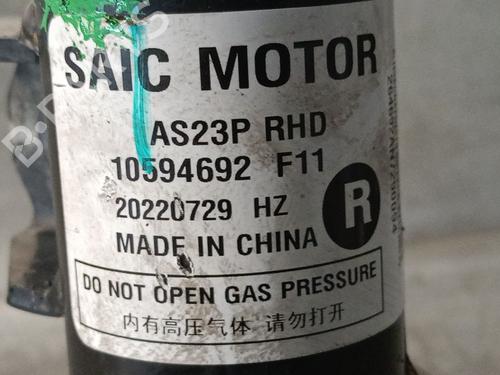 SAIC MOTOR
AS23P RHD
10594692 F11
20220729 HZ
R
MADE IN CHINA
DO NOT OPEN GAS PRESSURE
内有高压气体 请勿打开